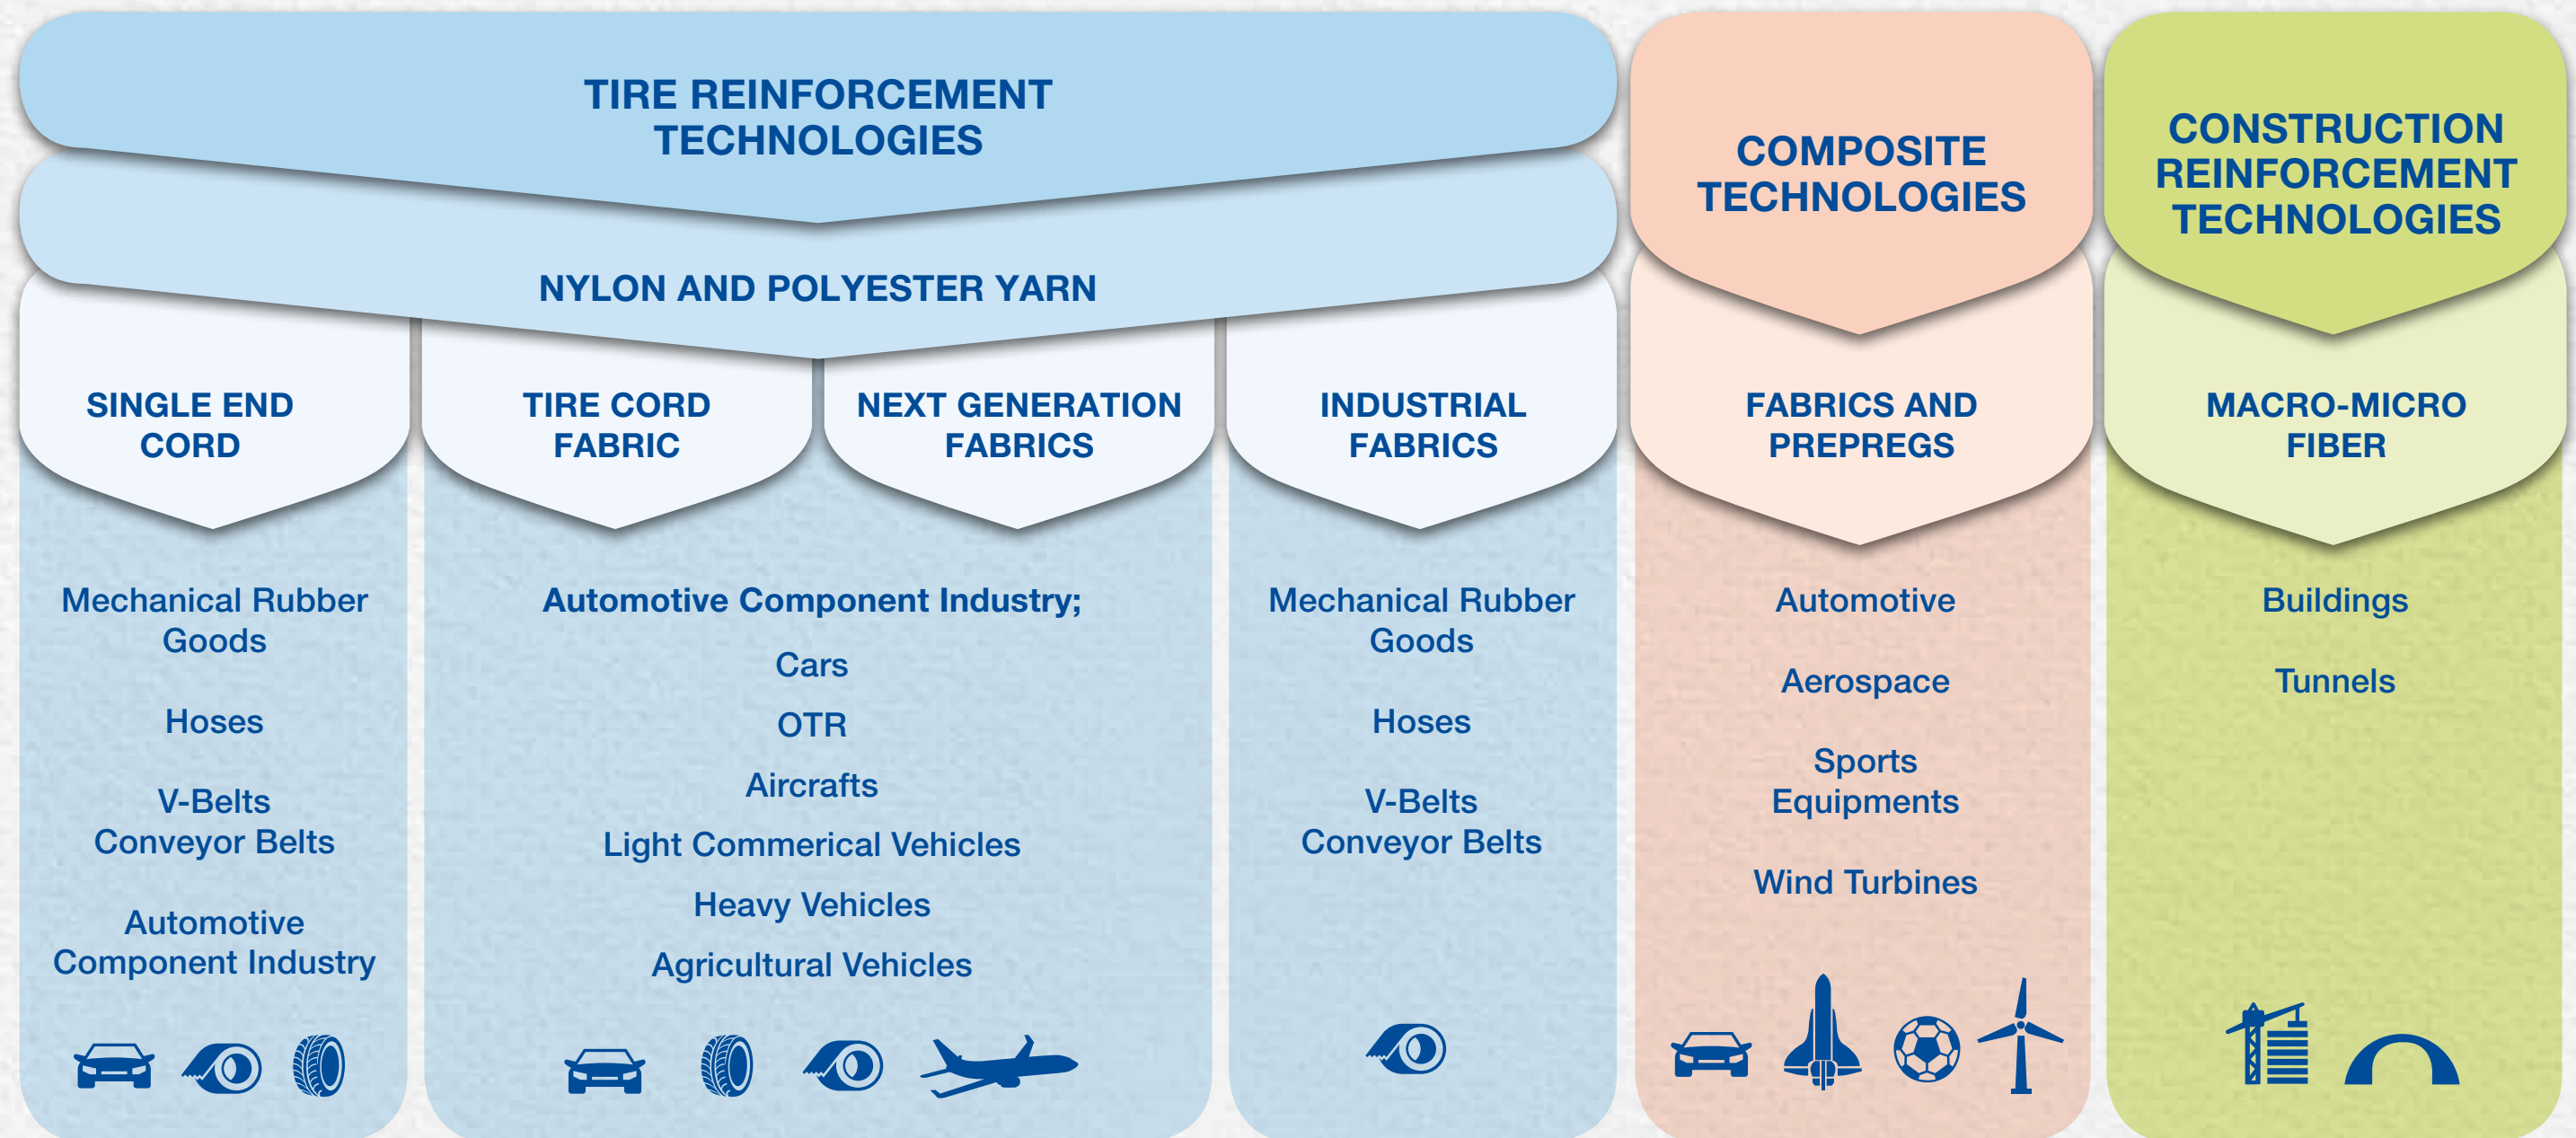 TIRE REINFORCEMENT
TECHNOLOGIES
NYLON AND POLYESTER YARN
SINGLE END
CORD
Mechanical Rubber
Goods
Hoses
V-Belts
Conveyor Belts
Automotive
Component Industry
TIRE CORD
FABRIC
NEXT GENERATION
FABRICS
Automotive Component Industry;
Cars
OTR
Aircrafts
Light Commerical Vehicles
Heavy Vehicles
Agricultural Vehicles
INDUSTRIAL
FABRICS
Mechanical Rubber
Goods
Hoses
V-Belts
Conveyor Belts
COMPOSITE
TECHNOLOGIES
FABRICS AND
PREPREGS
Automotive
Aerospace
Sports
Equipments
Wind Turbines
CONSTRUCTION
REINFORCEMENT
TECHNOLOGIES
MACRO-MICRO
FIBER
Buildings
Tunnels